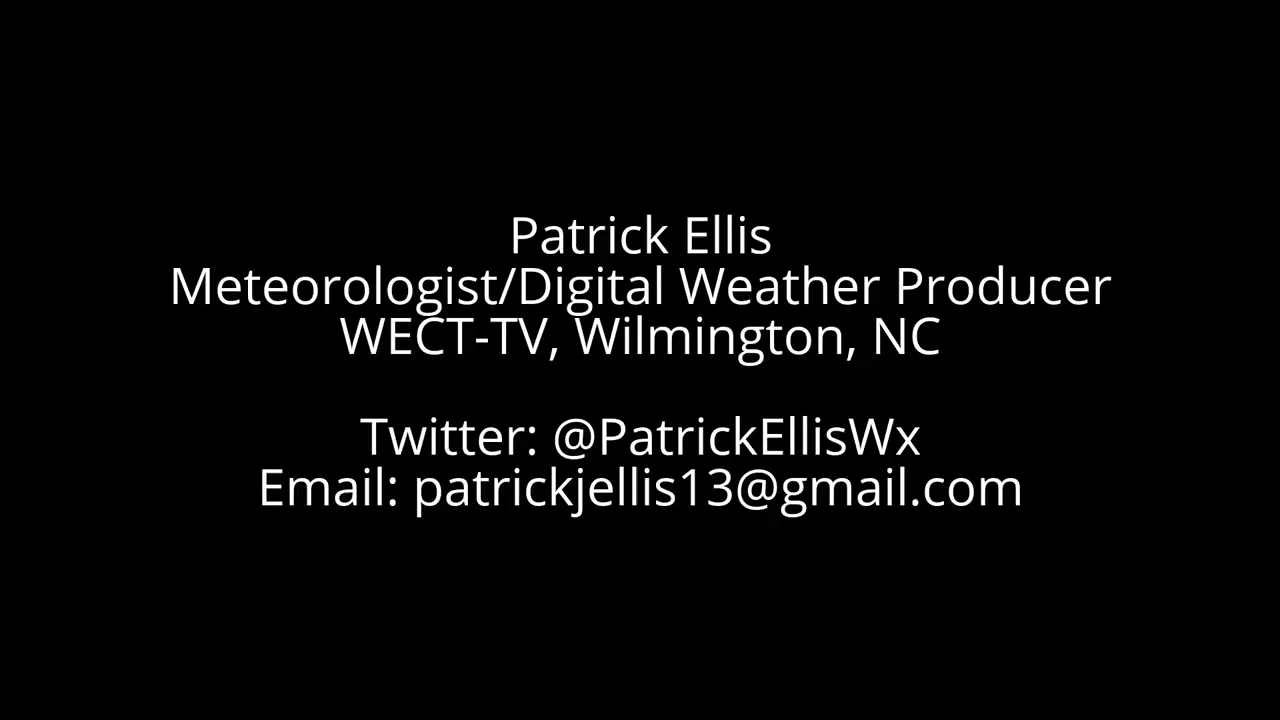 Patrick Ellis
Meteorologist/Digital Weather Producer
WECT-TV, Wilmington, NC
Twitter: @PatrickEllisWx
Email: patrickjellis13@gmail.com